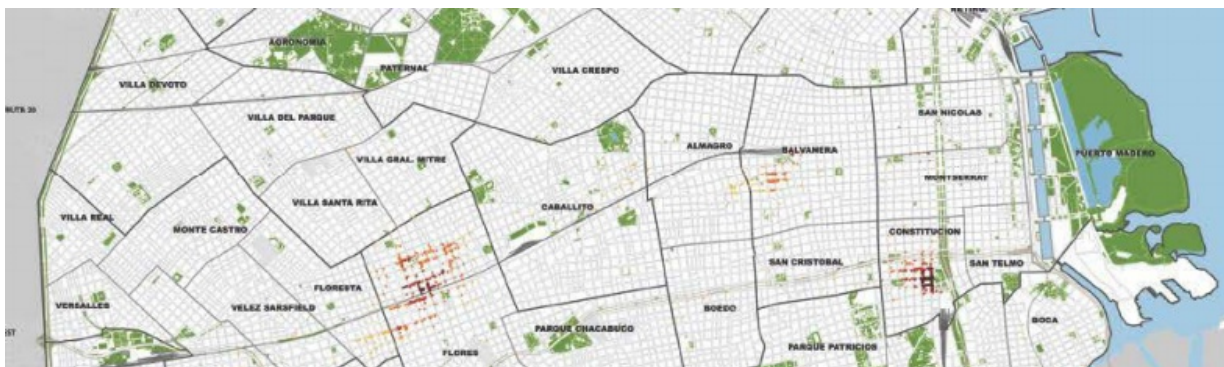 AGRONOMIA
PATERNAL
VILLA DEVOTO
VILLA CRESPO
VILLA DEL PARQUE
SAN NICOLAS
VILLA GRAL. MITRE
ALMAGRO
BALVANERA
PUERTO MADERO
MONTSERRAT
VILLA SANTA RITA
CABALLITO
VILLA REAL
MONTE CASTRO
CONSTITUCION
SAN CRISTOBAL
SAN TELMO
FLORESTA
VERSALLES
VELEZ SARSFIELD
BOEDO
BOCA
PARQUE CHACABUCO
PARQUE PATRICIOS
FLORES